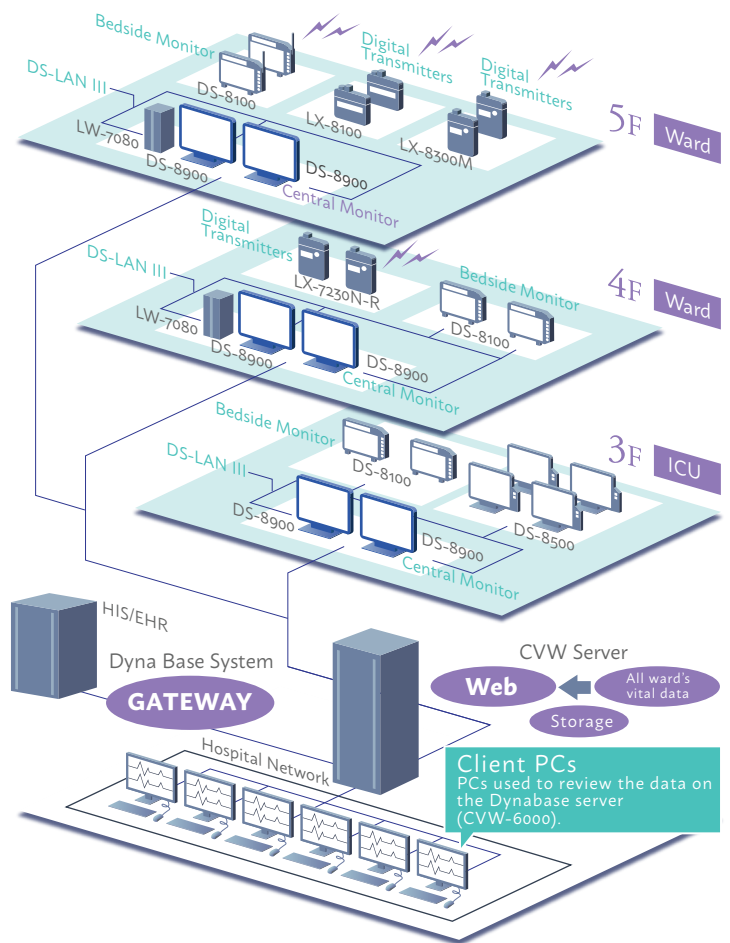 Bedside Monitor
DS-8100
Digital
Transmitters
LX-8100
Digital
Transmitters
LX-8300M
DS-LAN III
LW-7080
DS-8900
DS-8900
Central Monitor
5F
Ward
Digital
Transmitters
LX-7230N-R
DS-LAN III
Bedside Monitor
DS-8100
LW-7080
DS-8900
DS-8900
Central Monitor
4F
Ward
Bedside Monitor
DS-8100
DS-LAN III
DS-8900
DS-8900
Central Monitor
DS-8500
3F
ICU
HIS/EHR
Dyna Base System
GATEWAY
CVW Server
Web
All ward's
vital data
Storage
Hospital Network
Client PCs
PCs used to review the data on
the Dynabase server
(CVW-6000).